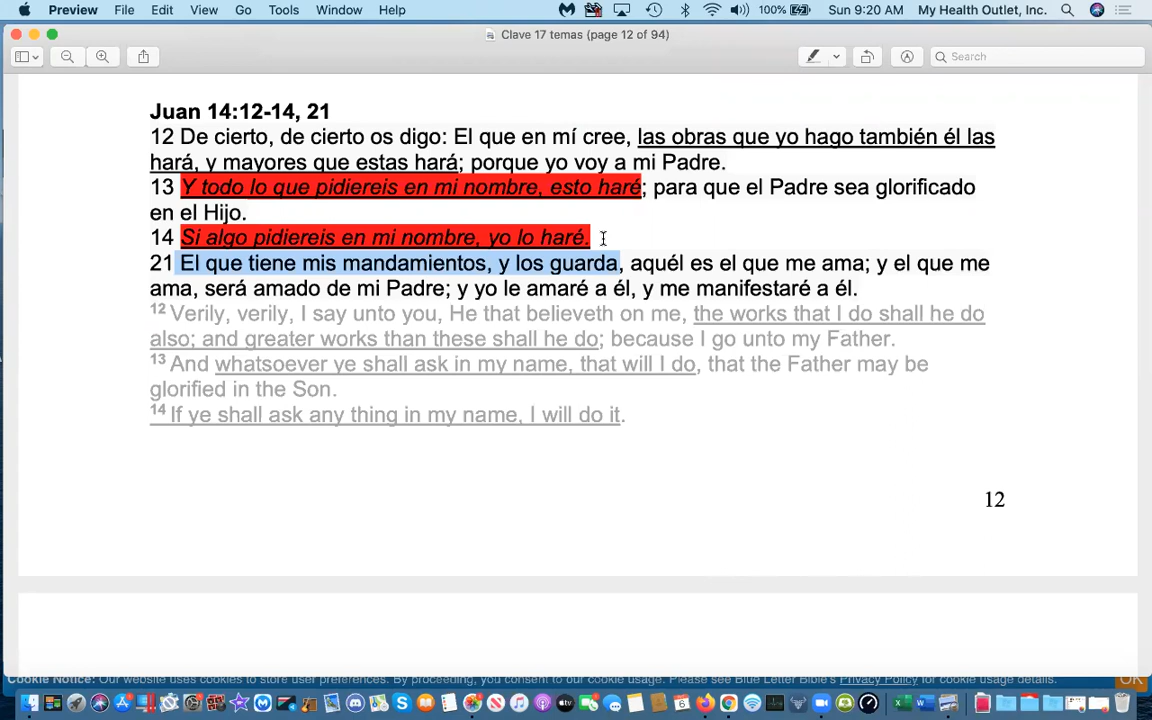 Preview File Edit View Go Tools Window Help 100% Sun 9:20 AM My Health Outlet, Inc.
Clave 17 temas (page 12 of 94)
Search
Juan 14:12-14, 21
12 De cierto, de cierto os digo: El que en mí cree, las obras que yo hago también él las
hará, y mayores que estas hará; porque yo voy a mi Padre.
13 Y todo lo que pidiereis en mi nombre, esto haré; para que el Padre sea glorificado
en el Hijo.
14 Si algo pidiereis en mi nombre, yo lo haré.
21 El que tiene mis mandamientos, y los guarda, aquél es el que me ama; y el que me
ama, será amado de mi Padre; y yo le amaré a él, y me manifestaré a él.
12 Verily, verily, I say unto you, He that believeth on me, the works that I do shall he do
also; and greater works than these shall he do; because I go unto my Father.
13 And whatsoever ye shall ask in my name, that will I do, that the Father may be
glorified in the Son.
14 If ye shall ask any thing in my name, I will do it.
12
Cookie Notice: Our website uses cookies to store user preferences. By proceeding, you consent to our cookie usage. Please see Blue Letter Bible's Privacy Policy for cookie usage details.
OK